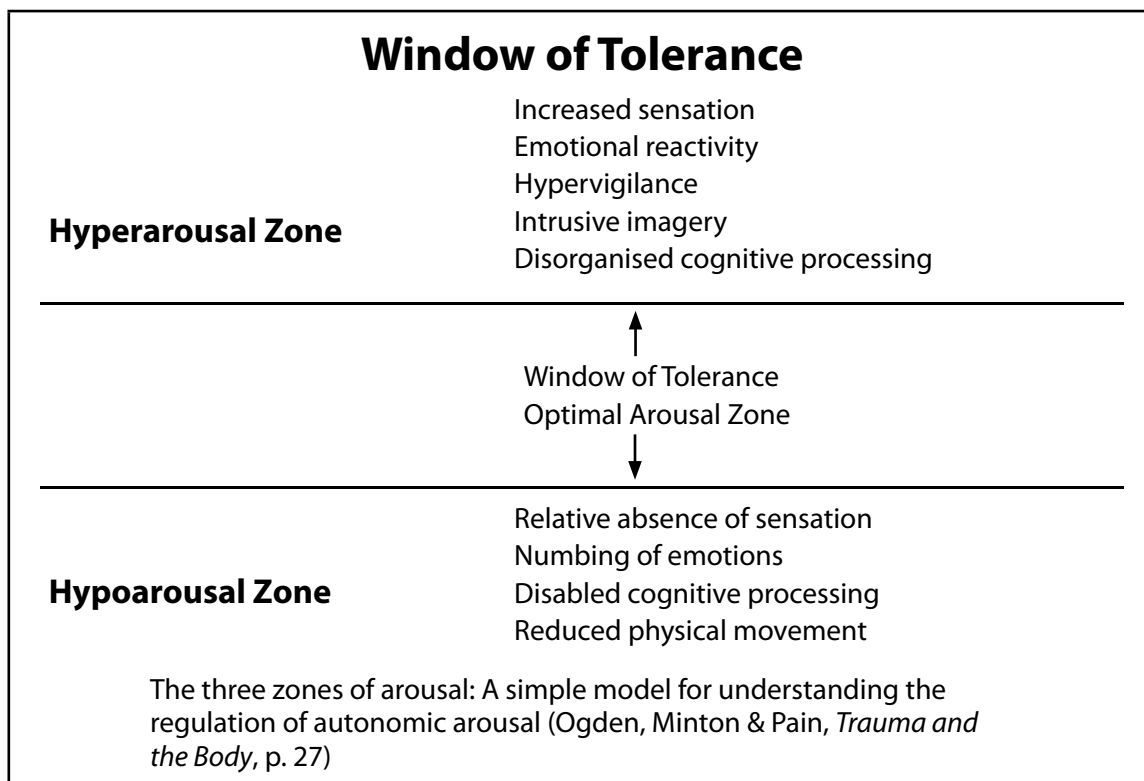 Window of Tolerance
Increased sensation
Emotional reactivity
Hypervigilance
Hyperarousal Zone
Intrusive imagery
Disorganised cognitive processing
Window of Tolerance
Optimal Arousal Zone
Relative absence of sensation
Numbing of emotions
Hypoarousal Zone
Disabled cognitive processing
Reduced physical movement
The three zones of arousal: A simple model for understanding the
regulation of autonomic arousal (Ogden, Minton & Pain, Trauma and
the Body, p. 27)